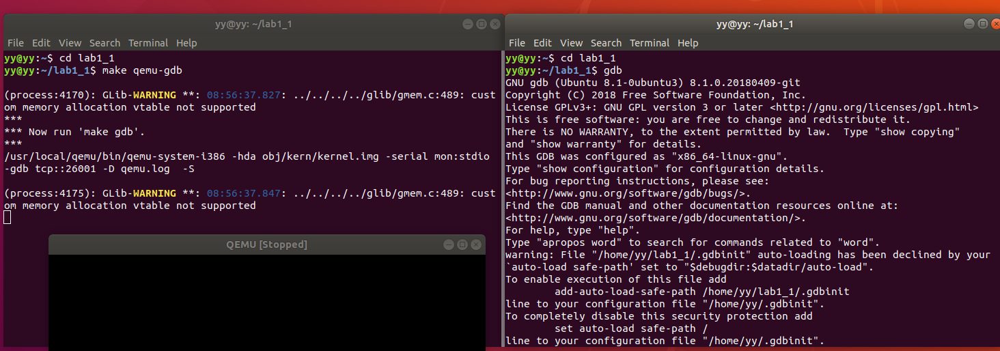 yy@yy: ~/lab1_1
File Edit View Search Terminal Help
yy@yy:~$ cd lab1_1
yy@yy:~/lab1_1$ make qemu-gdb
(process:4170): GLib-WARNING **: 08:56:37.827: ../../../../glib/gmem.c:489: cust
om memory allocation vtable not supported
***
*** Now run 'make gdb'.
***
/usr/local/qemu/bin/qemu-system-i386 -hda obj/kern/kernel.img -serial mon:stdio
-gdb tcp::26001 -D qemu.log  -S
(process:4175): GLib-WARNING **: 08:56:37.847: ../../../../glib/gmem.c:489: cust
om memory allocation vtable not supported
QEMU [Stopped]
yy@yy: ~/lab1_1
File Edit View Search Terminal Help
yy@yy:~$ cd lab1_1
yy@yy:~/lab1_1$ gdb
GNU gdb (Ubuntu 8.1-0ubuntu3) 8.1.0.20180409-git
Copyright (C) 2018 Free Software Foundation, Inc.
License GPLv3+: GNU GPL version 3 or later <http://gnu.org/licenses/gpl.html>
This is free software: you are free to change and redistribute it.
There is NO WARRANTY, to the extent permitted by law.  Type "show copying"
and "show warranty" for details.
This GDB was configured as "x86_64-linux-gnu".
Type "show configuration" for configuration details.
For bug reporting instructions, please see:
<http://www.gnu.org/software/gdb/bugs/>.
Find the GDB manual and other documentation resources online at:
<http://www.gnu.org/software/gdb/documentation/>.
For help, type "help".
Type "apropos word" to search for commands related to "word".
warning: File "/home/yy/lab1_1/.gdbinit" auto-loading has been declined by your
`auto-load safe-path' set to "$debugdir:$datadir/auto-load".
To enable execution of this file add
add-auto-load-safe-path /home/yy/lab1_1/.gdbinit
line to your configuration file "/home/yy/.gdbinit".
To completely disable this security protection add
set auto-load safe-path /
line to your configuration file "/home/yy/.gdbinit".